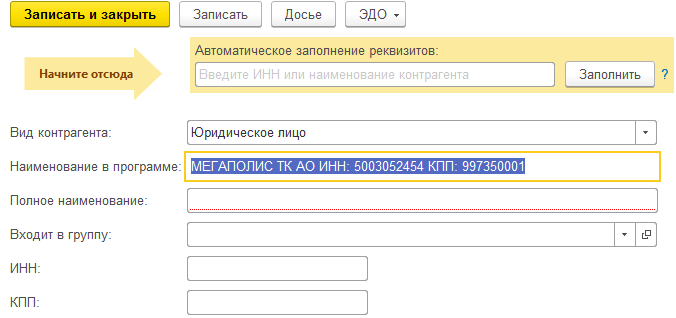 Записать и закрыть Записать Досье ЭДО
Автоматическое заполнение реквизитов:
Начните отсюда Введите ИНН или наименование контрагента Заполнить ?
Вид контрагента: Юридическое лицо
Наименование в программе: МЕГАПОЛИС ТК АО ИНН: 5003052454 КПП: 997350001
Полное наименование:
Входит в группу:
ИНН:
КПП: